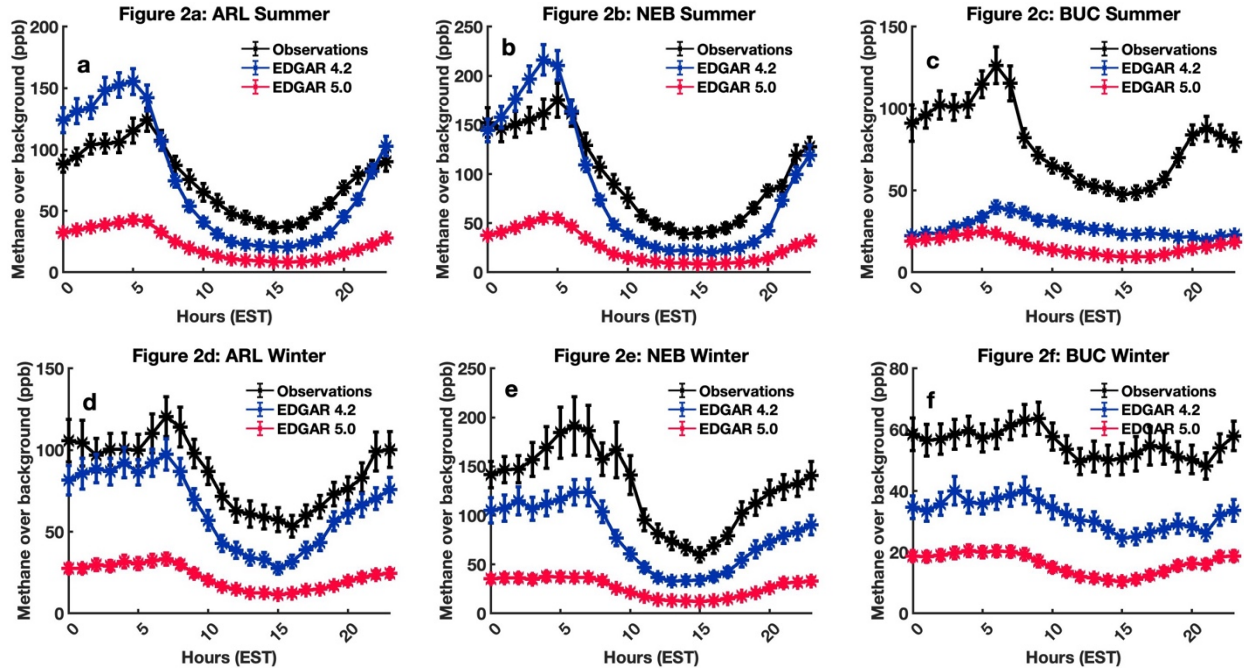 Figure 2a: ARL Summer
Methane over background (ppb)
200
150
100
50
0
a
Observations
EDGAR 4.2
EDGAR 5.0
0 5 10 15 20
Hours (EST)
Figure 2b: NEB Summer
Methane over background (ppb)
250
200
150
100
50
0
b
Observations
EDGAR 4.2
EDGAR 5.0
0 5 10 15 20
Hours (EST)
Figure 2c: BUC Summer
Methane over background (ppb)
150
100
50
0
c
Observations
EDGAR 4.2
EDGAR 5.0
0 5 10 15 20
Hours (EST)
Figure 2d: ARL Winter
Methane over background (ppb)
150
100
50
0
d
Observations
EDGAR 4.2
EDGAR 5.0
0 5 10 15 20
Hours (EST)
Figure 2e: NEB Winter
Methane over background (ppb)
250
200
150
100
50
0
e
Observations
EDGAR 4.2
EDGAR 5.0
0 5 10 15 20
Hours (EST)
Figure 2f: BUC Winter
Methane over background (ppb)
80
60
40
20
0
f
Observations
EDGAR 4.2
EDGAR 5.0
0 5 10 15 20
Hours (EST)